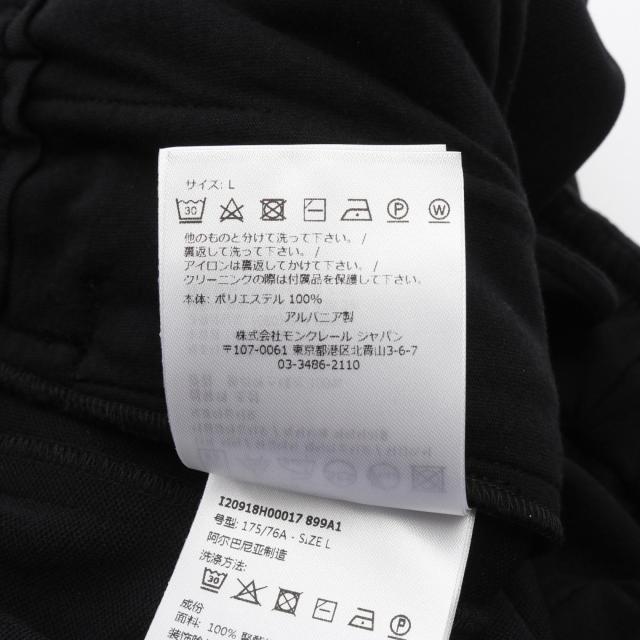 サイズ: L
30
P
W
他のものと分けて洗って下さい。/
裏返して洗って下さい。/
アイロンは裏返してかけて下さい。/
クリーニングの際は付属品を保護して下さい。
本体: ポリエステル 100%
アルバニア製
株式会社モンクレール ジャパン
〒107-0061 東京都港区北青山3-6-7
03-3486-2110
I20918H00017 899A1
号型: 175/76A - SIZE L
阿尔巴尼亚制造
洗涤方法:
30
P
成份
面料: 100%